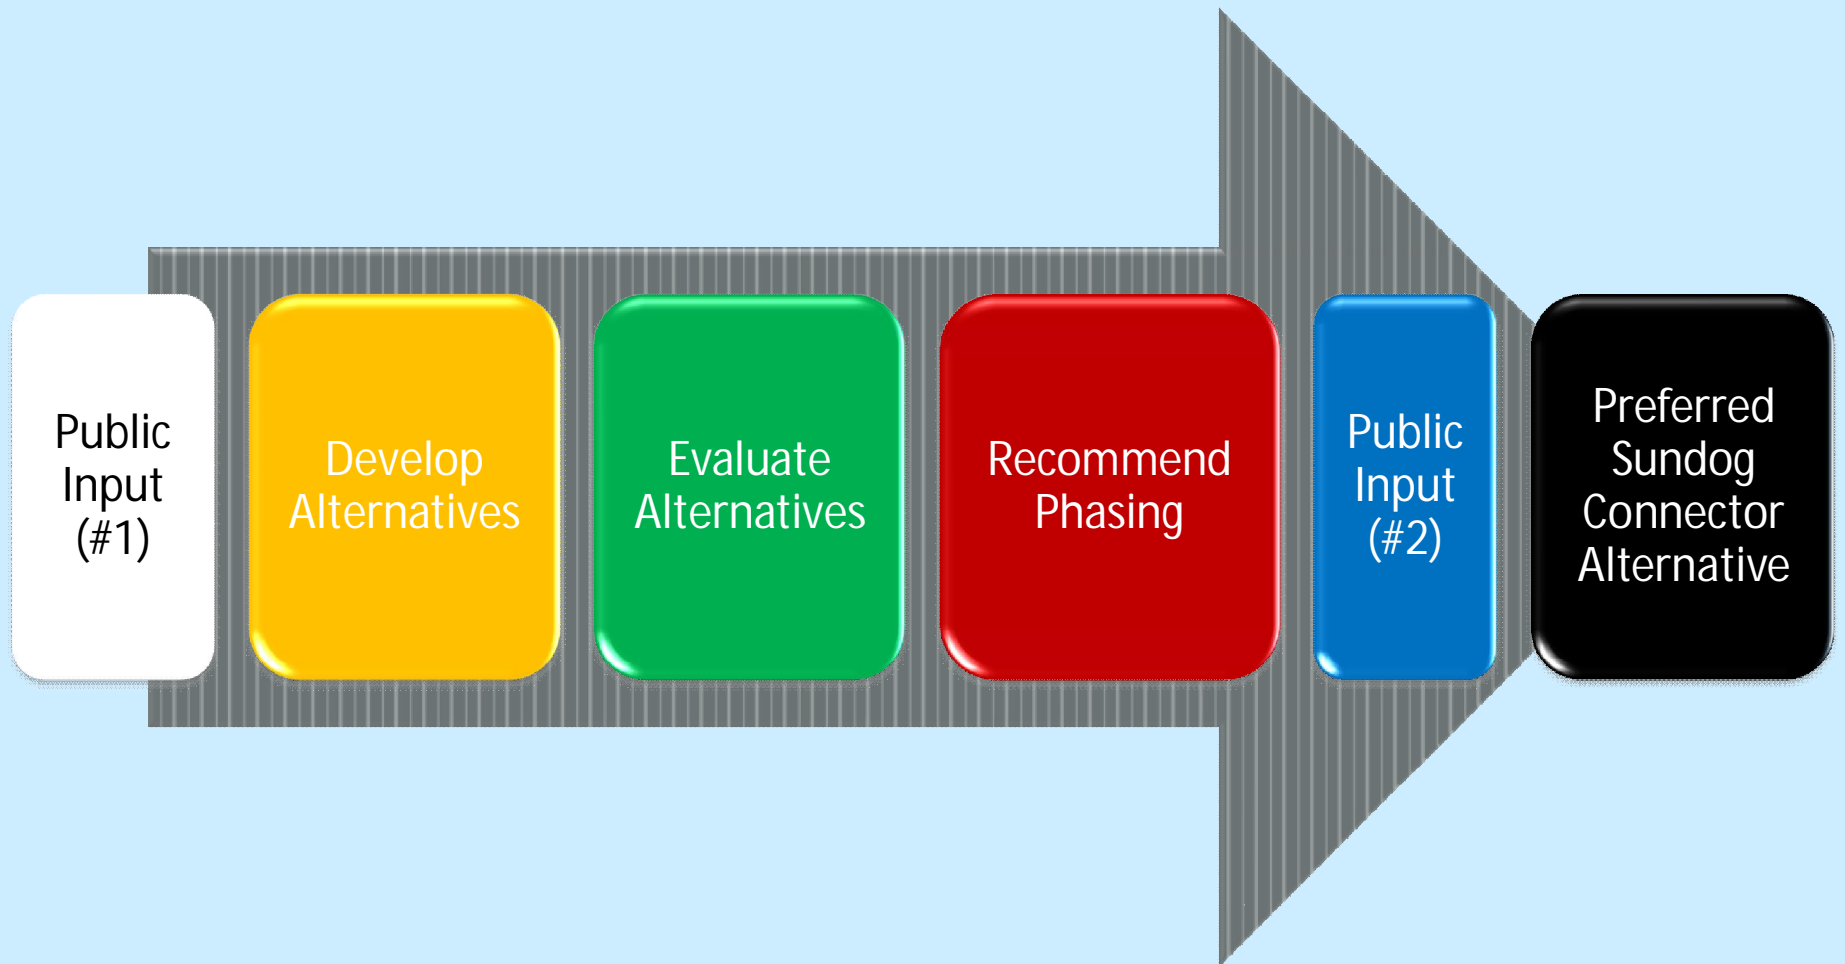 Public
Input
(#1)
Develop
Alternatives
Evaluate
Alternatives
Recommend
Phasing
Public
Input
(#2)
Preferred
Sundog
Connector
Alternative